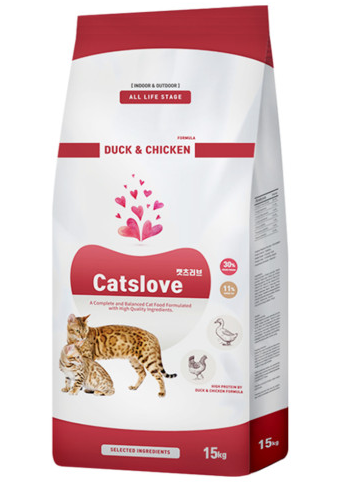 [ INDOOR & OUTDOOR ]
ALL LIFE STAGE
FORMULA
DUCK & CHICKEN
캣츠러브
Catslove
A Complete and Balanced Cat Food Formulated
with High Quality Ingredients.
30%
11%
HIGH PROTEIN BY
DUCK & CHICKEN FORMULA
SELECTED INGREDIENTS
15kg
15kg